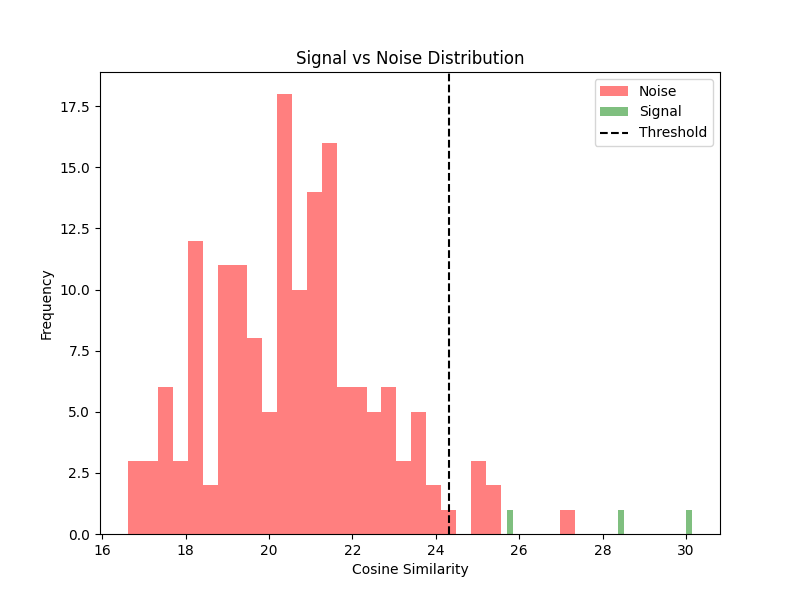 Signal vs Noise Distribution
Noise
Signal
Threshold
17.5
15.0
12.5
10.0
7.5
5.0
2.5
0.0
Frequency
16 18 20 22 24 26 28 30
Cosine Similarity